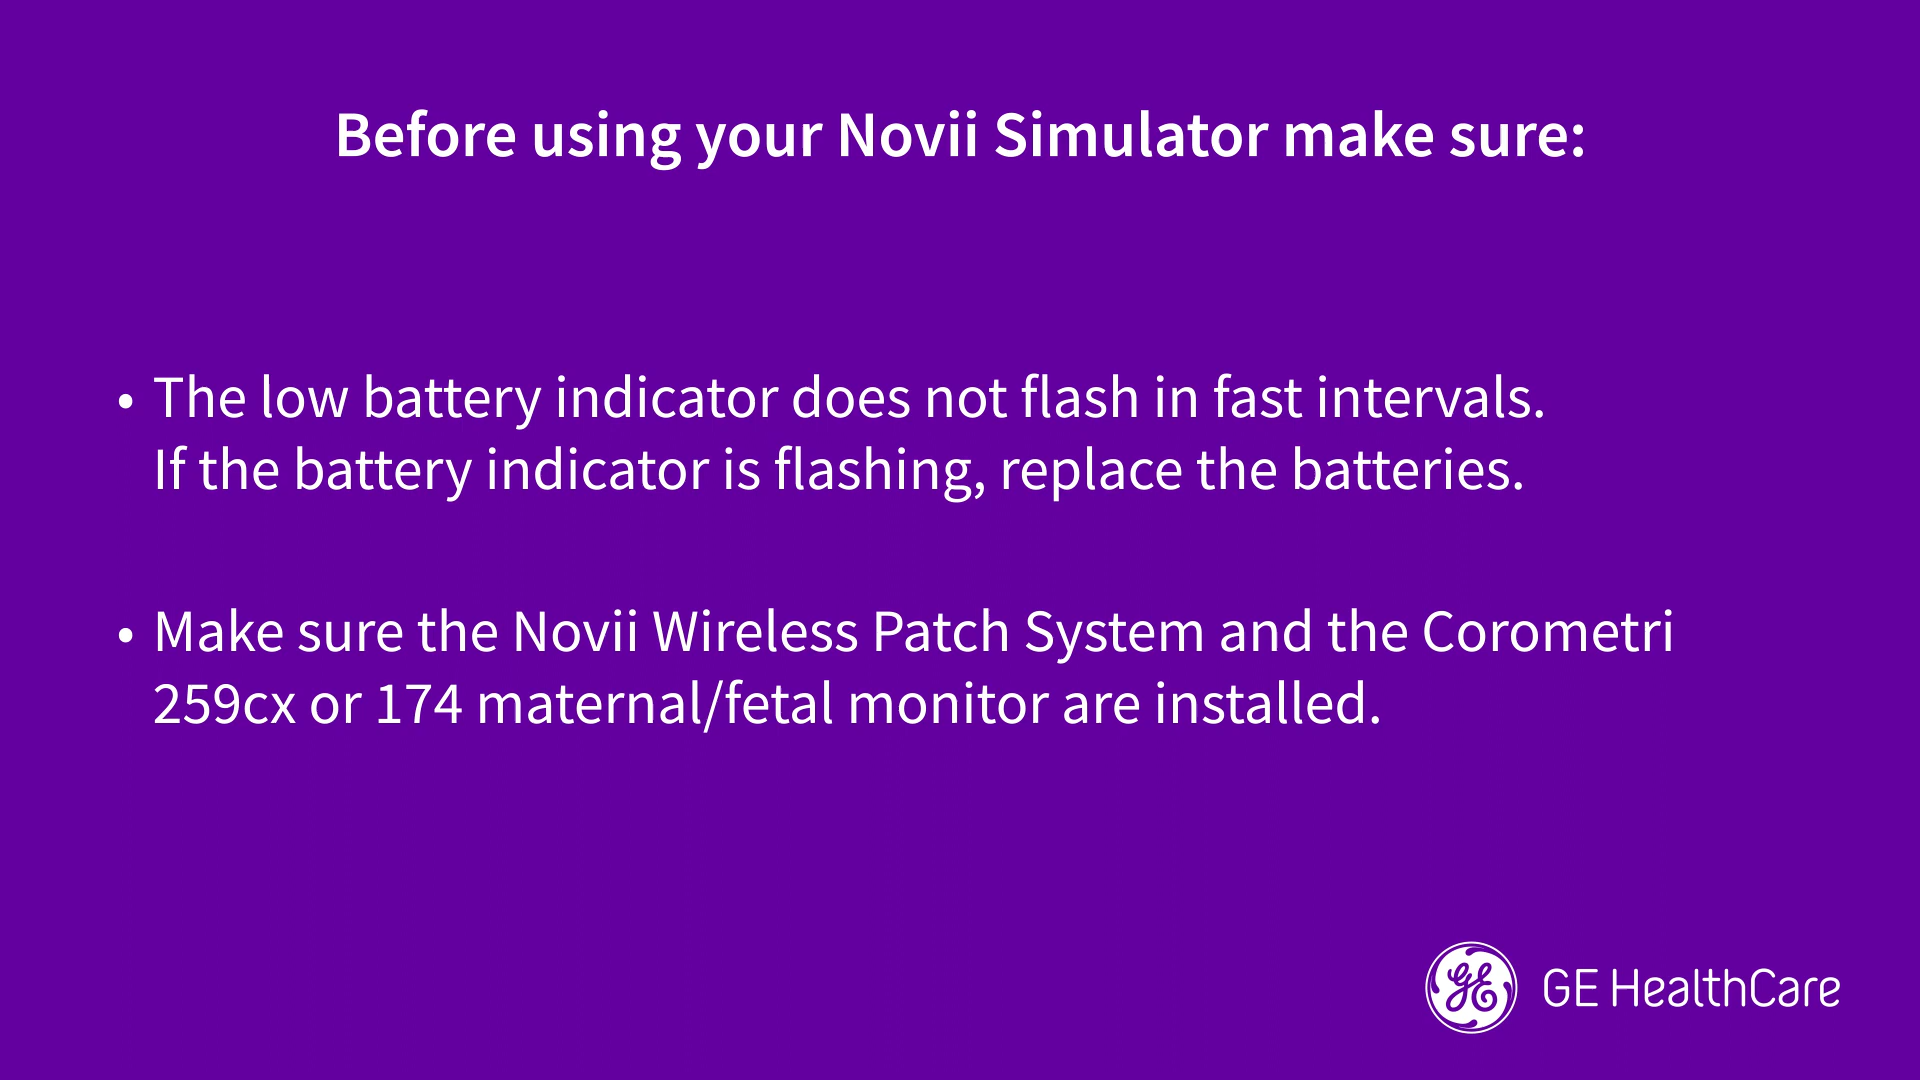 Before using your Novii Simulator make sure:
• The low battery indicator does not flash in fast intervals.
If the battery indicator is flashing, replace the batteries.
• Make sure the Novii Wireless Patch System and the Corometri
259cx or 174 maternal/fetal monitor are installed.
GE GE HealthCare